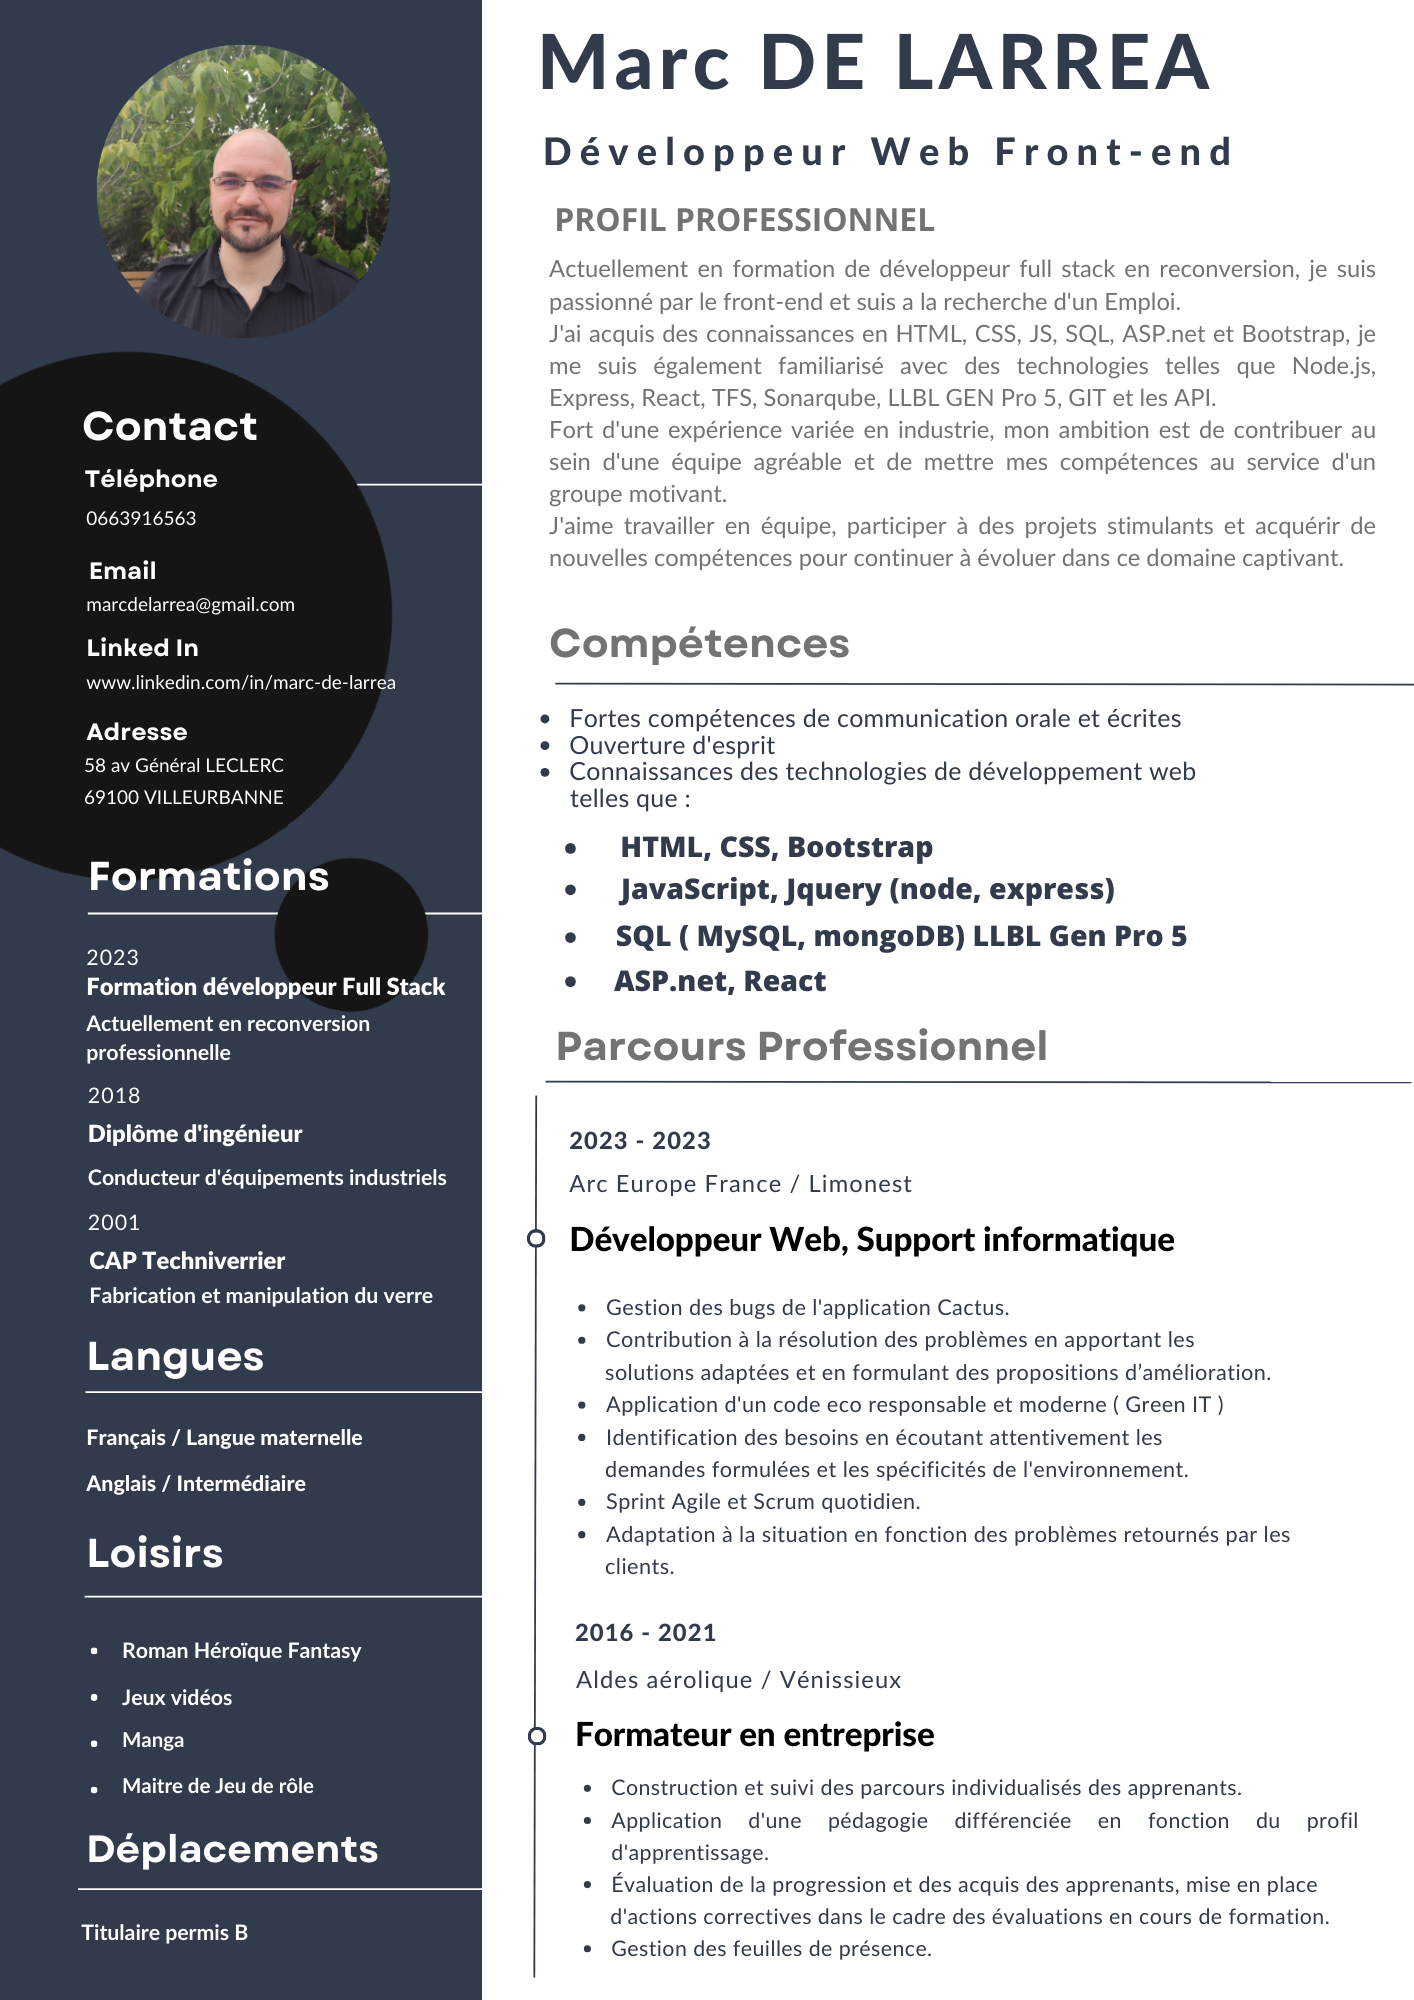 Marc DE LARREA
Développeur Web Front-end
PROFIL PROFESSIONNEL
Actuellement en formation de développeur full stack en reconversion, je suis
passionné par le front-end et suis a la recherche d'un Emploi.
J'ai acquis des connaissances en HTML, CSS, JS, SQL, ASP.net et Bootstrap, je
me suis également familiarisé avec des technologies telles que Node.js,
Express, React, TFS, Sonarqube, LLBL GEN Pro 5, GIT et les API.
Fort d'une expérience variée en industrie, mon ambition est de contribuer au
sein d'une équipe agréable et de mettre mes compétences au service d'un
groupe motivant.
J'aime travailler en équipe, participer à des projets stimulants et acquérir de
nouvelles compétences pour continuer à évoluer dans ce domaine captivant.
Contact
Téléphone
0663916563
Email
marcdelarrea@gmail.com
Linked In
www.linkedin.com/in/marc-de-larrea
Adresse
58 av Général LECLERC
69100 VILLEURBANNE
Formations
2023
Formation développeur Full Stack
Actuellement en reconversion
professionnelle
2018
Diplôme d'ingénieur
Conducteur d'équipements industriels
2001
CAP Techniverrier
Fabrication et manipulation du verre
Langues
Français / Langue maternelle
Anglais / Intermédiaire
Loisirs
• Roman Héroïque Fantasy
• Jeux vidéos
• Manga
• Maitre de Jeu de rôle
Déplacements
Titulaire permis B
Compétences
• Fortes compétences de communication orale et écrites
• Ouverture d'esprit
• Connaissances des technologies de développement web
telles que :
• HTML, CSS, Bootstrap
• JavaScript, Jquery (node, express)
• SQL ( MySQL, mongoDB) LLBL Gen Pro 5
• ASP.net, React
Parcours Professionnel
2023 - 2023
Arc Europe France / Limonest
Développeur Web, Support informatique
• Gestion des bugs de l'application Cactus.
• Contribution à la résolution des problèmes en apportant les
solutions adaptées et en formulant des propositions d’amélioration.
• Application d'un code eco responsable et moderne ( Green IT )
• Identification des besoins en écoutant attentivement les
demandes formulées et les spécificités de l'environnement.
• Sprint Agile et Scrum quotidien.
• Adaptation à la situation en fonction des problèmes retournés par les
clients.
2016 - 2021
Aldes aérolique / Vénissieux
Formateur en entreprise
• Construction et suivi des parcours individualisés des apprenants.
• Application d'une pédagogie différenciée en fonction du profil
d'apprentissage.
• Évaluation de la progression et des acquis des apprenants, mise en place
d'actions correctives dans le cadre des évaluations en cours de formation.
• Gestion des feuilles de présence.